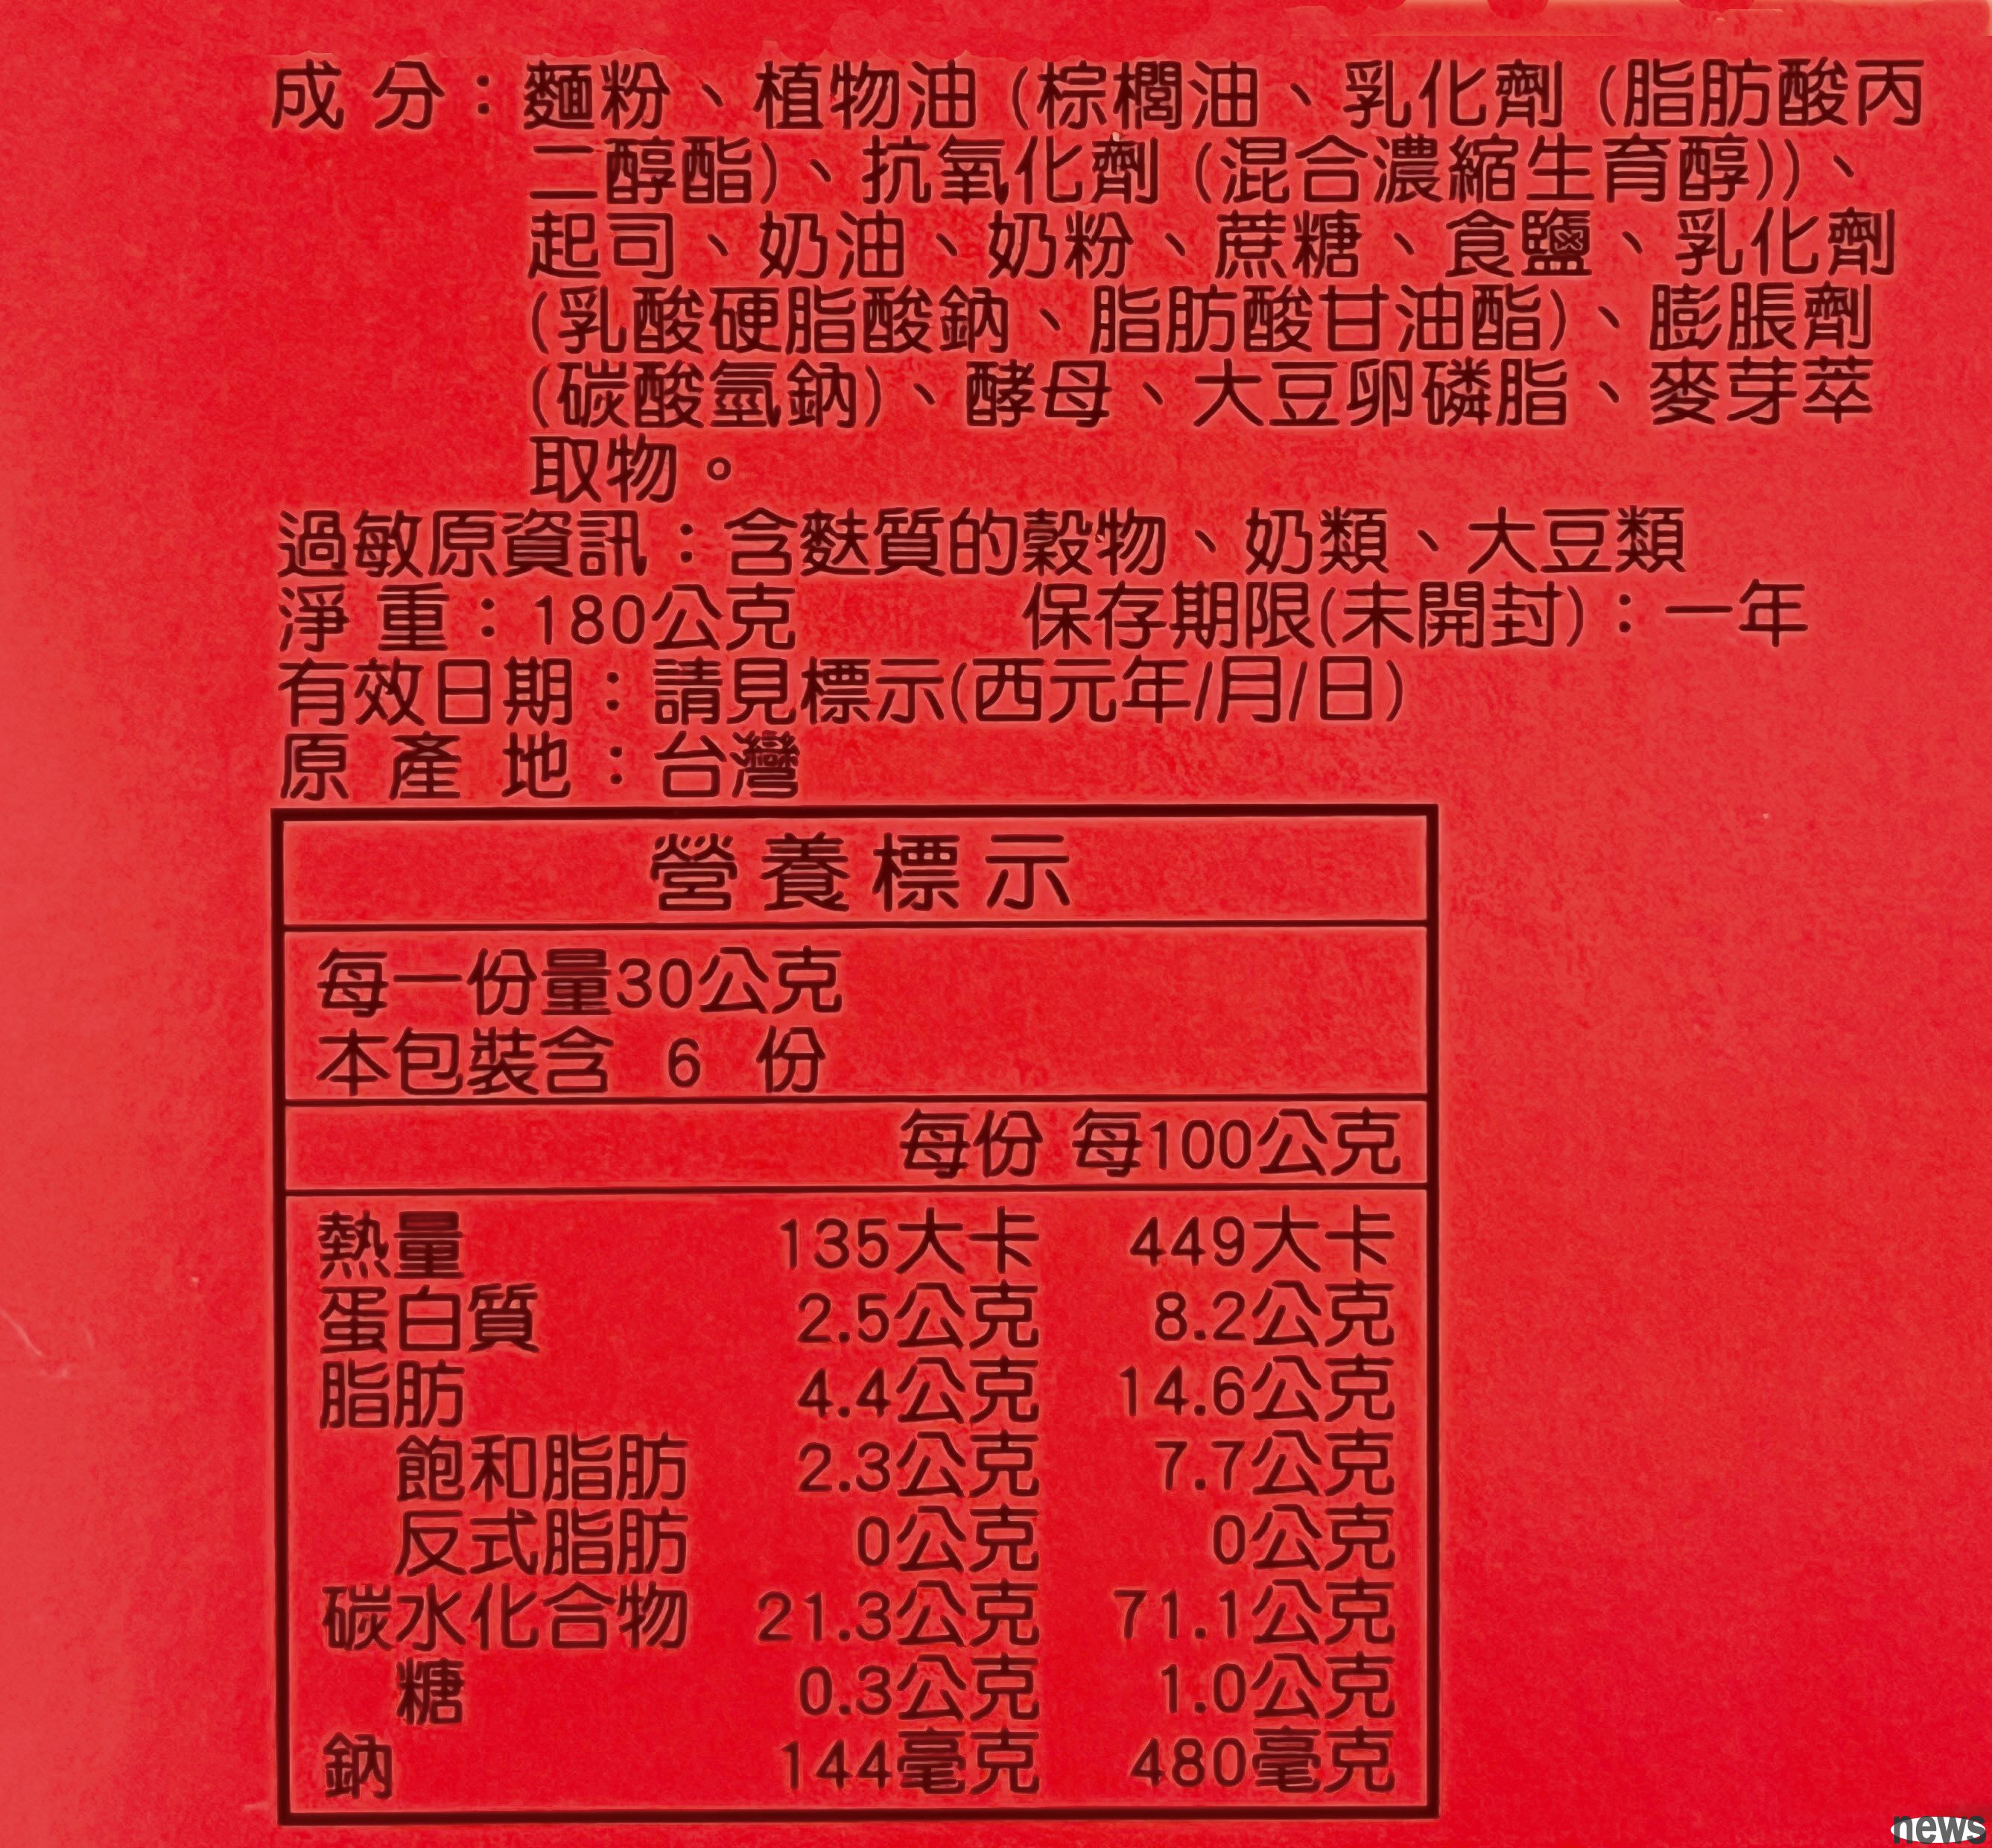 成 分：麵粉、植物油 (棕櫚油、乳化劑 (脂肪酸丙
二醇酯)、抗氧化劑 (混合濃縮生育醇))、
起司、奶油、奶粉、蔗糖、食鹽、乳化劑
(乳酸硬脂酸鈉、脂肪酸甘油酯)、膨脹劑
(碳酸氫鈉)、酵母、大豆卵磷脂、麥芽萃
取物。
過敏原資訊：含麩質的穀物、奶類、大豆類
淨 重：180公克 保存期限(未開封)：一年
有效日期：請見標示(西元年/月/日)
原 產 地：台灣
營養標示
每一份量30公克
本包裝含 6 份
每份 每100公克
熱量 135大卡 449大卡
蛋白質 2.5公克 8.2公克
脂肪 4.4公克 14.6公克
飽和脂肪 2.3公克 7.7公克
反式脂肪 0公克 0公克
碳水化合物 21.3公克 71.1公克
糖 0.3公克 1.0公克
鈉 144毫克 480毫克
news